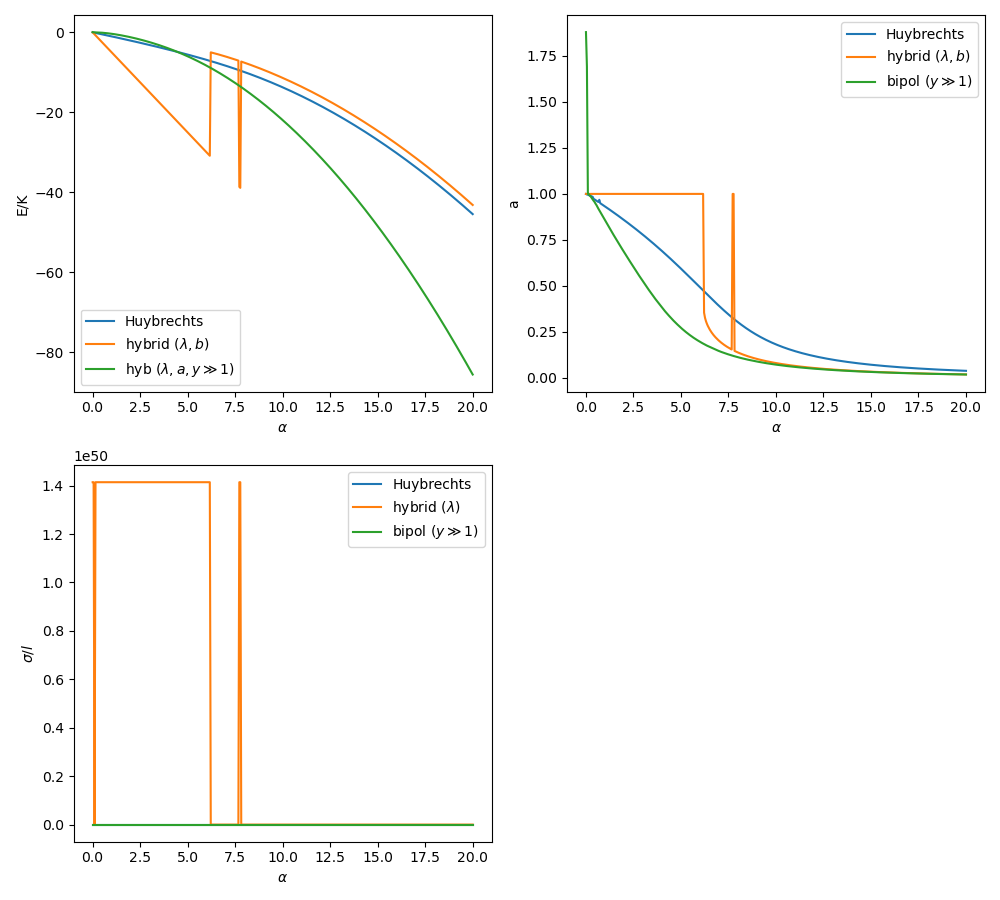 0
−20
−40
−60
−80
E/K
0.0 2.5 5.0 7.5 10.0 12.5 15.0 17.5 20.0
α
Huybrechts
hybrid (λ, b)
hyb (λ, a, y ≫ 1)
1.75
1.50
1.25
1.00
0.75
0.50
0.25
0.00
a
0.0 2.5 5.0 7.5 10.0 12.5 15.0 17.5 20.0
α
Huybrechts
hybrid (λ, b)
bipol (y ≫ 1)
1e50
1.4
1.2
1.0
0.8
0.6
0.4
0.2
0.0
σ/l
0.0 2.5 5.0 7.5 10.0 12.5 15.0 17.5 20.0
α
Huybrechts
hybrid (λ)
bipol (y ≫ 1)